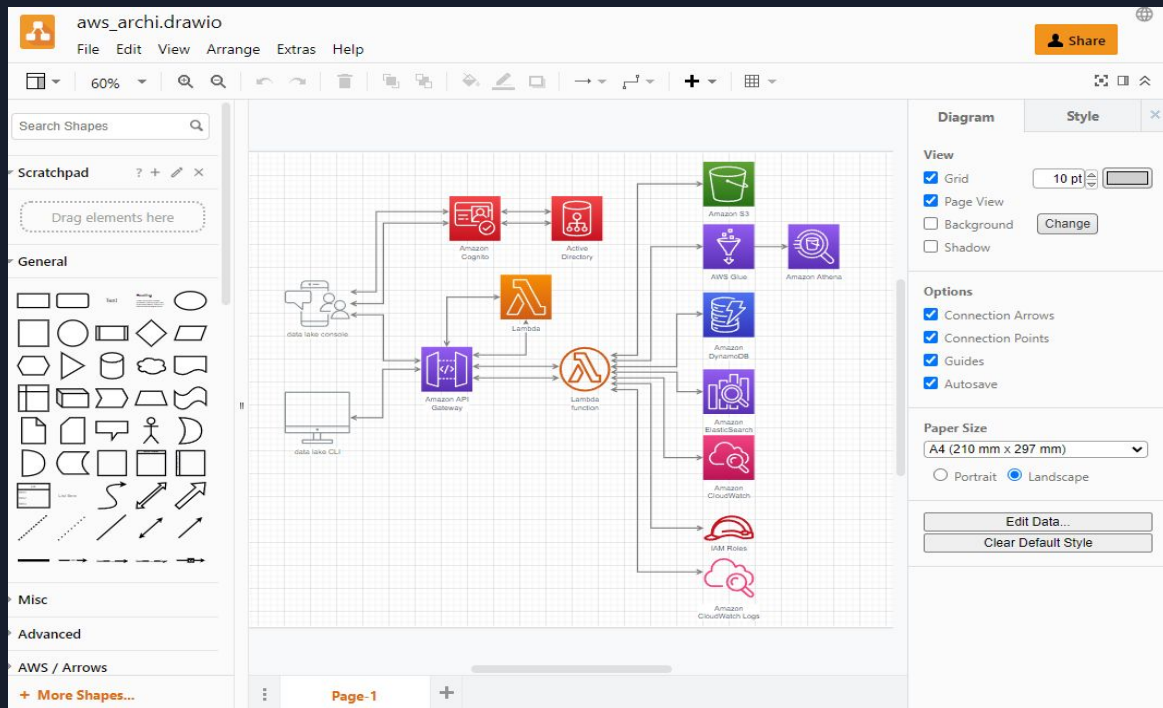 aws_archi.drawio
File Edit View Arrange Extras Help
Share
60%
Search Shapes
Scratchpad
?
Drag elements here
General
Text
Heading
Misc
Advanced
AWS / Arrows
+ More Shapes...
Amazon Cognito
Active Directory
Lambda
data lake console
Amazon API
Gateway
data lake CLI
Lambda
function
Amazon S3
AWS Glue
Amazon Athena
Amazon
DynamoDB
Amazon
ElasticSearch
Amazon
CloudWatch
IAM Roles
Amazon
CloudWatch Logs
Page-1
Diagram Style
View
Grid 10 pt
Page View
Background Change
Shadow
Options
Connection Arrows
Connection Points
Guides
Autosave
Paper Size
A4 (210 mm x 297 mm)
Portrait Landscape
Edit Data...
Clear Default Style